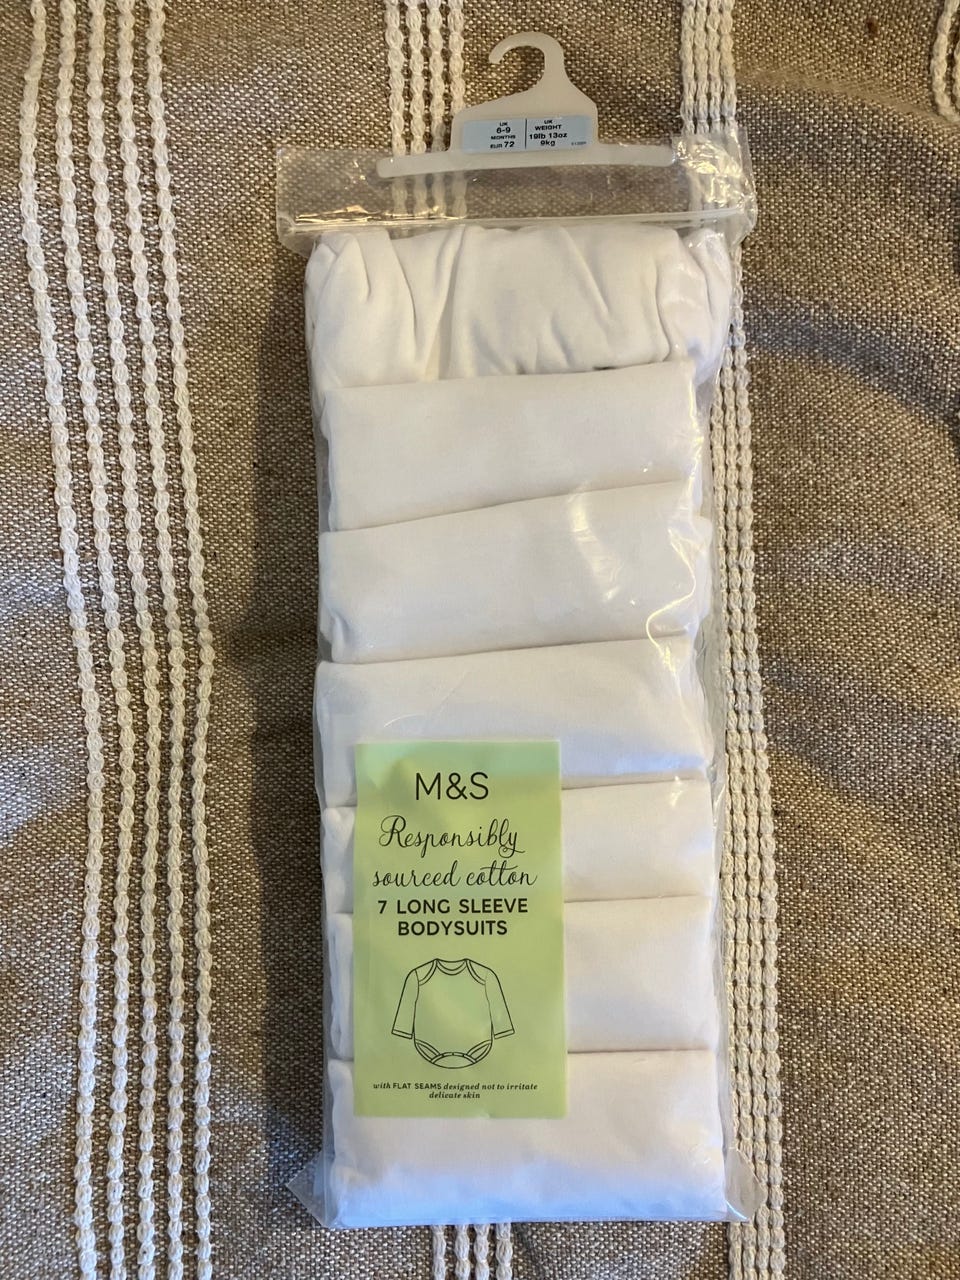 UK
6-9
MONTHS
EUR 72
UK
WEIGHT
19lb 13oz
9kg
M&S
Responsibly
sourced cotton
7 LONG SLEEVE
BODYSUITS
with FLAT SEAMS designed not to irritate
delicate skin